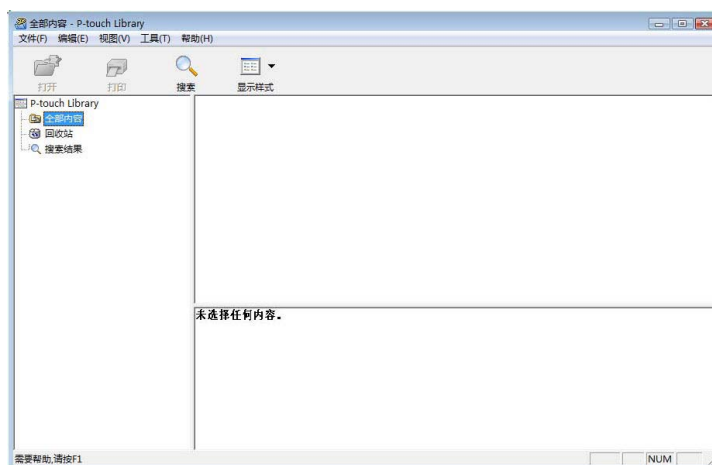 全部内容 - P-touch Library
文件(F) 编辑(E) 视图(V) 工具(T) 帮助(H)
打开 打印 搜索 显示样式
P-touch Library
全部内容
回收站
搜索结果
未选择任何内容。
需要帮助,请按F1 NUM